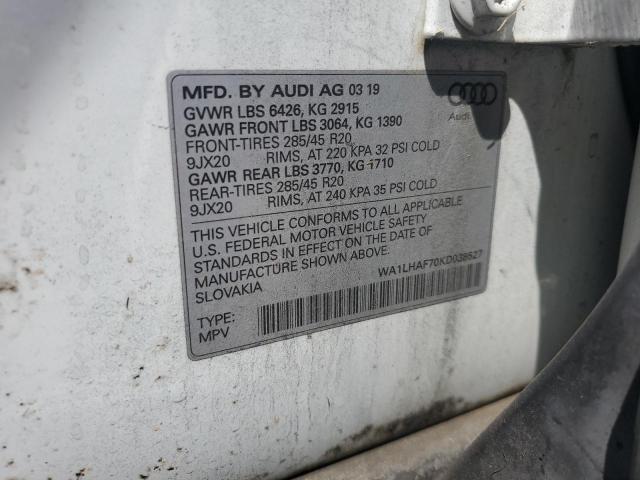 MFD. BY AUDI AG 03 19
GVWR LBS 6426, KG 2915
GAWR FRONT LBS 3064, KG 1390
FRONT-TIRES 285/45 R20
9JX20 RIMS, AT 220 KPA 32 PSI COLD
GAWR REAR LBS 3770, KG 1710
REAR-TIRES 285/45 R20
9JX20 RIMS, AT 240 KPA 35 PSI COLD
THIS VEHICLE CONFORMS TO ALL APPLICABLE
U.S. FEDERAL MOTOR VEHICLE SAFETY
STANDARDS IN EFFECT ON THE DATE OF
MANUFACTURE SHOWN ABOVE.
SLOVAKIA
WA1LHAF70KD038527
TYPE:
MPV
Audi